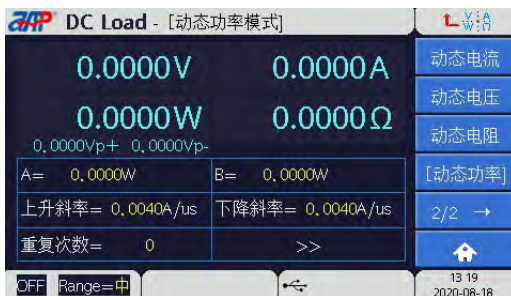 DC Load - [动态功率模式]
0.0000V 0.0000A
0.0000W 0.0000Ω
0.0000Vp+ 0.0000Vp-
A= 0.0000W B= 0.0000W
上升斜率= 0.0040A/us 下降斜率= 0.0040A/us
重复次数= 0 >>
OFF Range=中
动态电流
动态电压
动态电阻
[动态功率]
2/2 →
13 19
2020-08-18